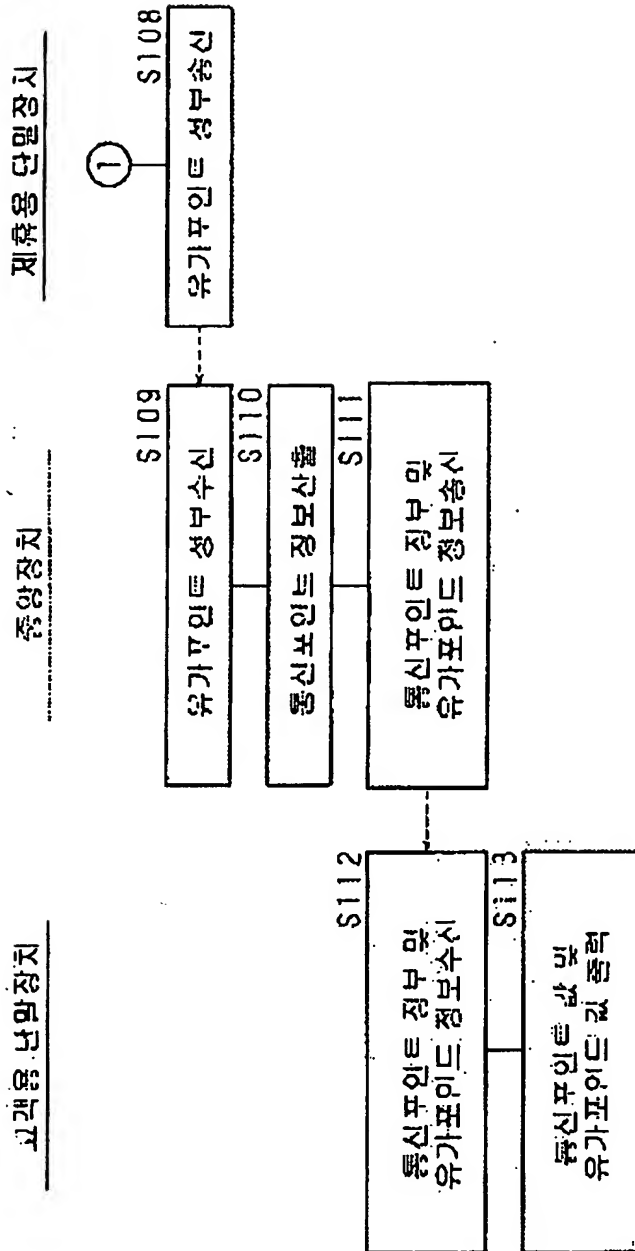 고객용 단말장치
중앙장치
제휴용 단말장치
1
S108
유가포인트 정보송신
S109
유가포인트 정보수신
S110
통신포인트 정보산출
S111
통신포인트 정보 및
유가포인트 정보송신
S112
통신포인트 정보 및
유가포인트 정보수신
S113
통신포인트 값 및
유가포인트 값 출력